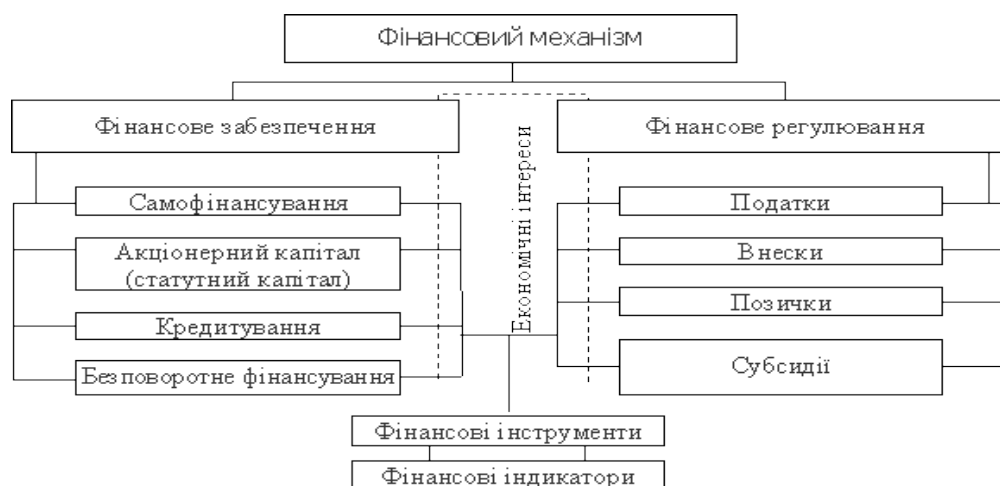 Фінансовий механізм
Фінансове забезпечення
Фінансове регулювання
Економічні інтереси
Самофінансування
Акціонерний капітал
(статутний капітал)
Кредитування
Безповоротне фінансування
Податки
Внески
Позички
Субсидії
Фінансові інструменти
Фінансові індикатори